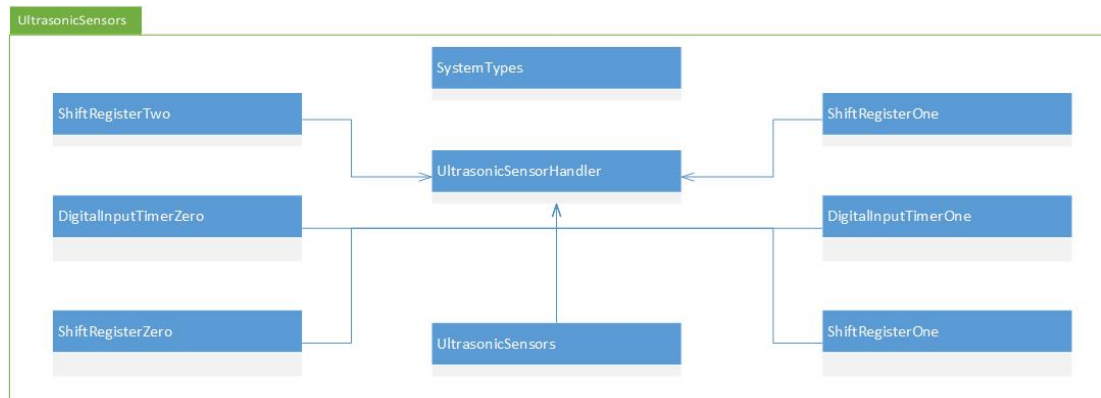 UltrasonicSensors
SystemTypes
ShiftRegisterTwo
ShiftRegisterOne
UltrasonicSensorHandler
DigitalInputTimerZero
DigitalInputTimerOne
ShiftRegisterZero
UltrasonicSensors
ShiftRegisterOne